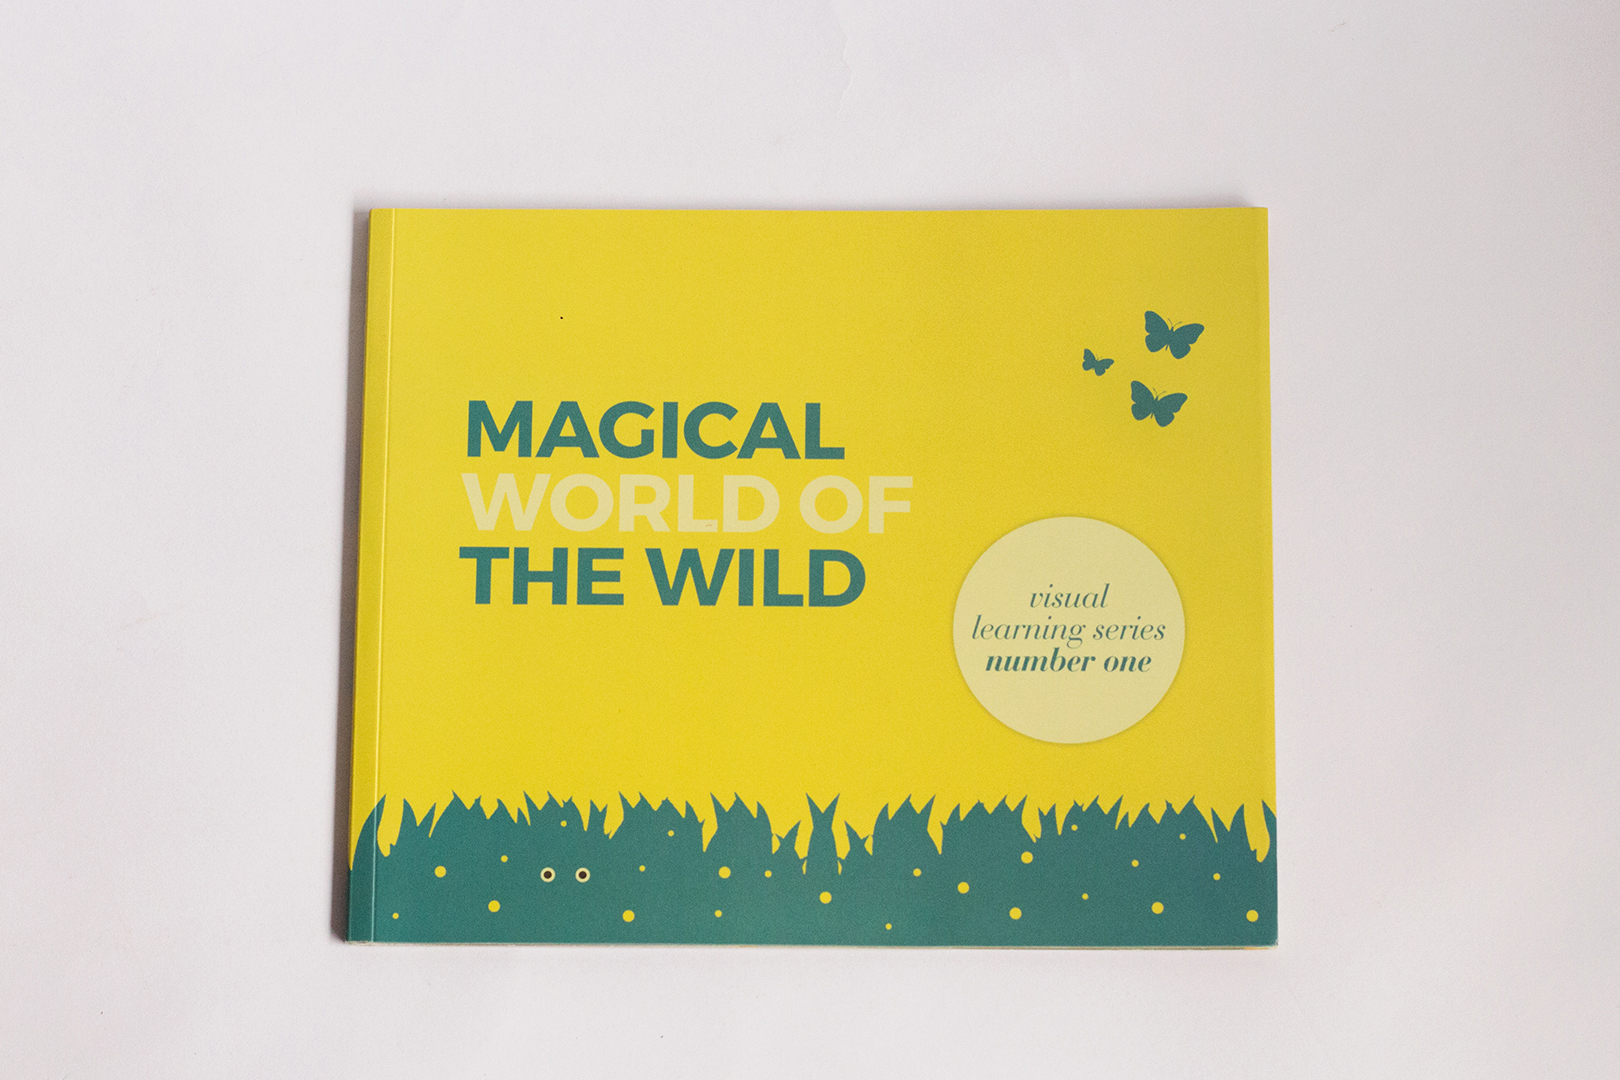 MAGICAL
WORLD OF
THE WILD
visual
learning series
number one